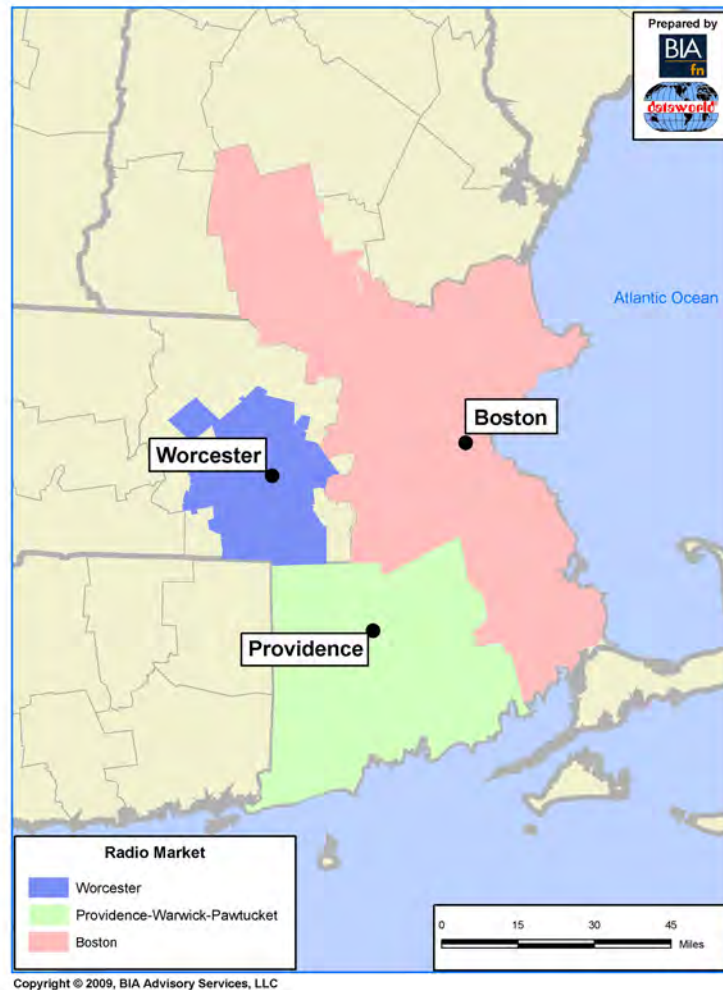 Prepared by
BIA
fn
dataworld
Atlantic Ocean
Boston
Worcester
Providence
Radio Market
Worcester
Providence-Warwick-Pawtucket
Boston
0 15 30 45
Miles
Copyright © 2009, BIA Advisory Services, LLC